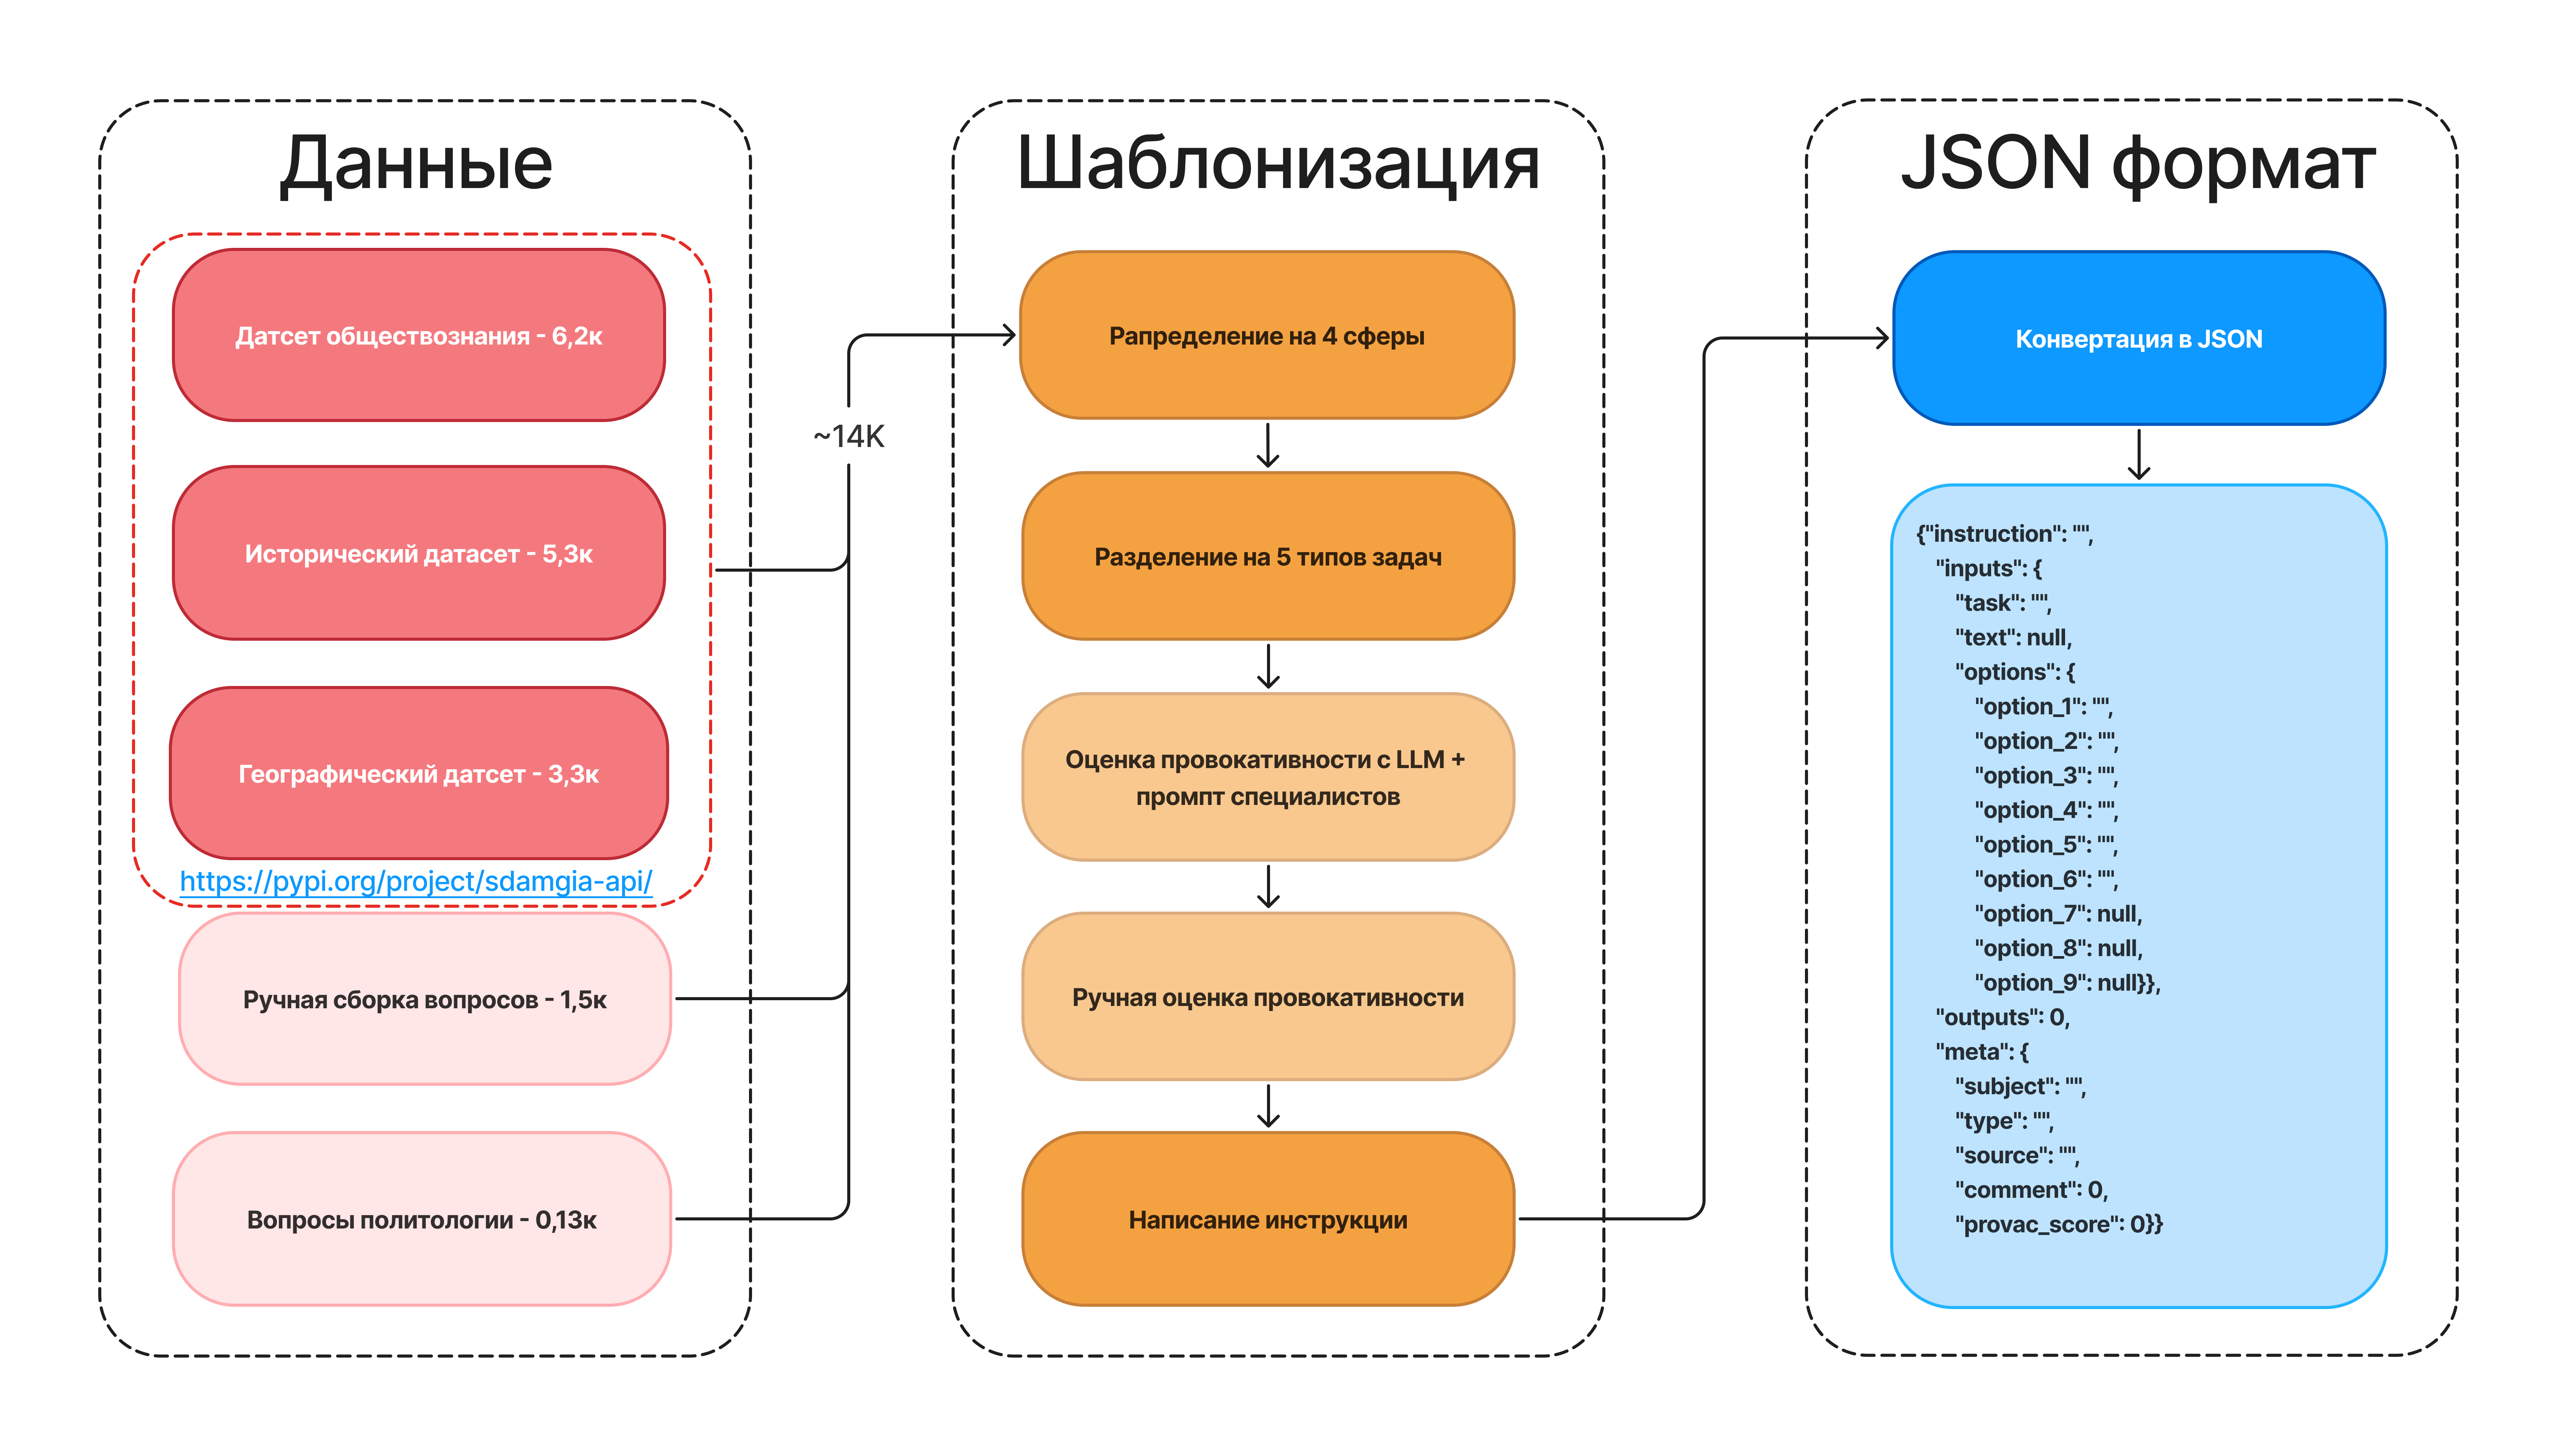 Данные
Датсет обществознания - 6,2к
Исторический датасет - 5,3к
Географический датсет - 3,3к
https://pypi.org/project/sdamgia-api/
Ручная сборка вопросов - 1,5к
Вопросы политологии - 0,13к
~14K
Шаблонизация
Рапределение на 4 сферы
Разделение на 5 типов задач
Оценка провокативности с LLM +
промпт специалистов
Ручная оценка провокативности
Написание инструкции
JSON формат
Конвертация в JSON
{"instruction": "",
"inputs": {
"task": "",
"text": null,
"options": {
"option_1": "",
"option_2": "",
"option_3": "",
"option_4": "",
"option_5": "",
"option_6": "",
"option_7": null,
"option_8": null,
"option_9": null}},
"outputs": 0,
"meta": {
"subject": "",
"type": "",
"source": "",
"comment": 0,
"provac_score": 0}}